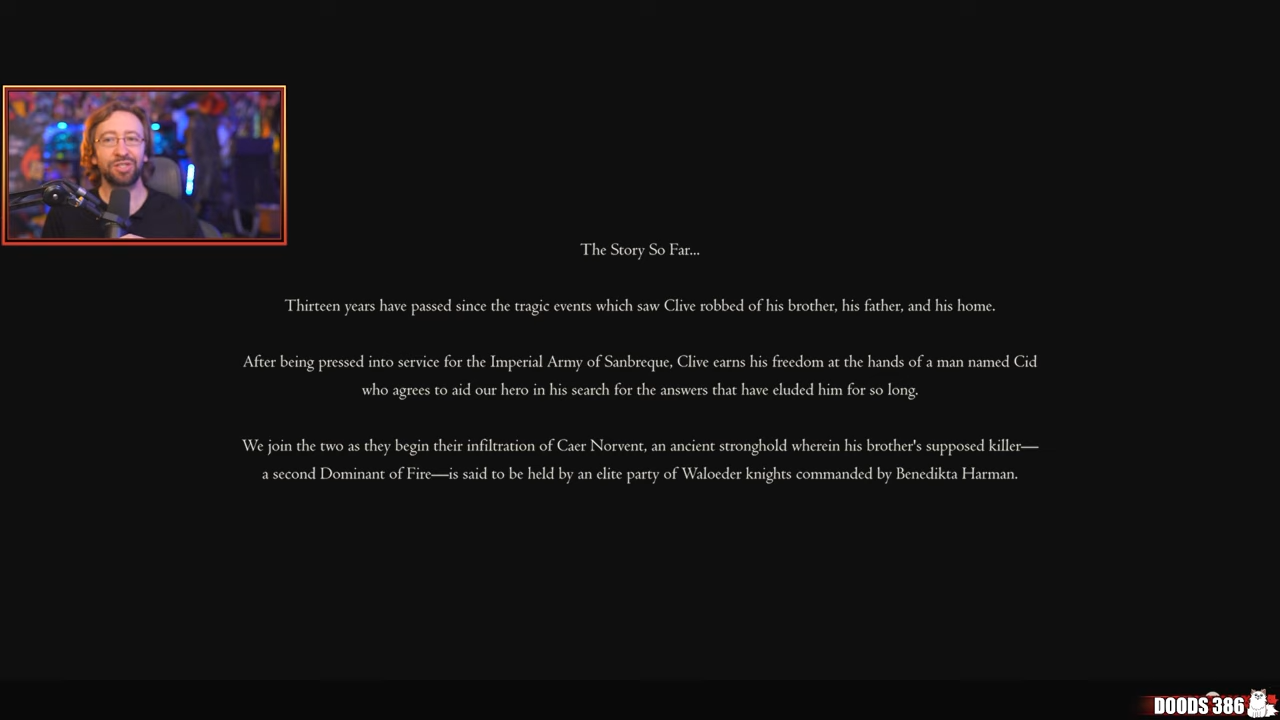 The Story So Far...
Thirteen years have passed since the tragic events which saw Clive robbed of his brother, his father, and his home.
After being pressed into service for the Imperial Army of Sanbreque, Clive earns his freedom at the hands of a man named Cid
who agrees to aid our hero in his search for the answers that have eluded him for so long.
We join the two as they begin their infiltration of Caer Norvent, an ancient stronghold wherein his brother's supposed killer—
a second Dominant of Fire—is said to be held by an elite party of Waloeder knights commanded by Benedikta Harman.
DOODS 386